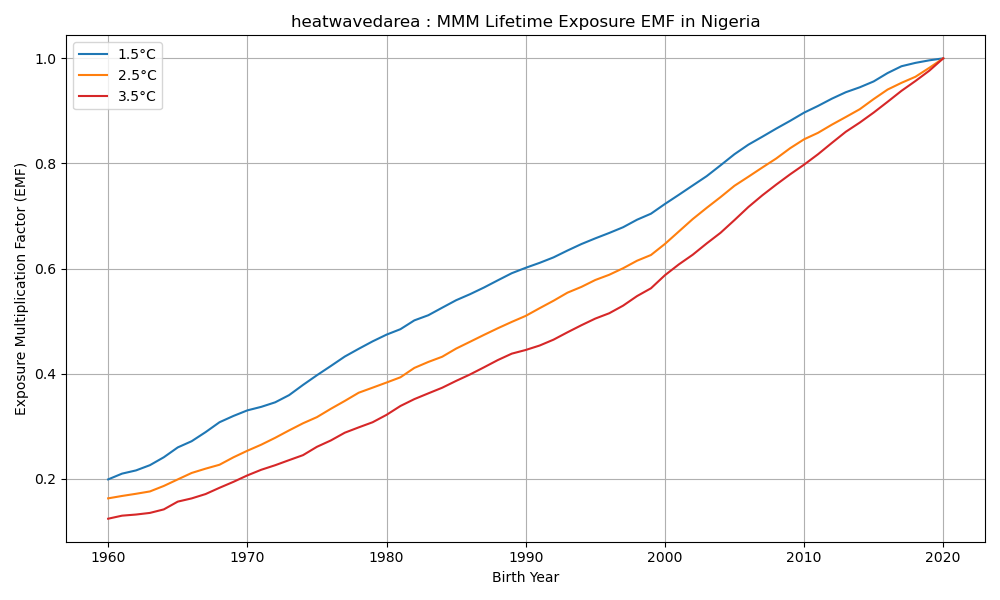 heatwavedarea : MMM Lifetime Exposure EMF in Nigeria
1.5°C
2.5°C
3.5°C
Exposure Multiplication Factor (EMF)
1.0
0.8
0.6
0.4
0.2
1960 1970 1980 1990 2000 2010 2020
Birth Year